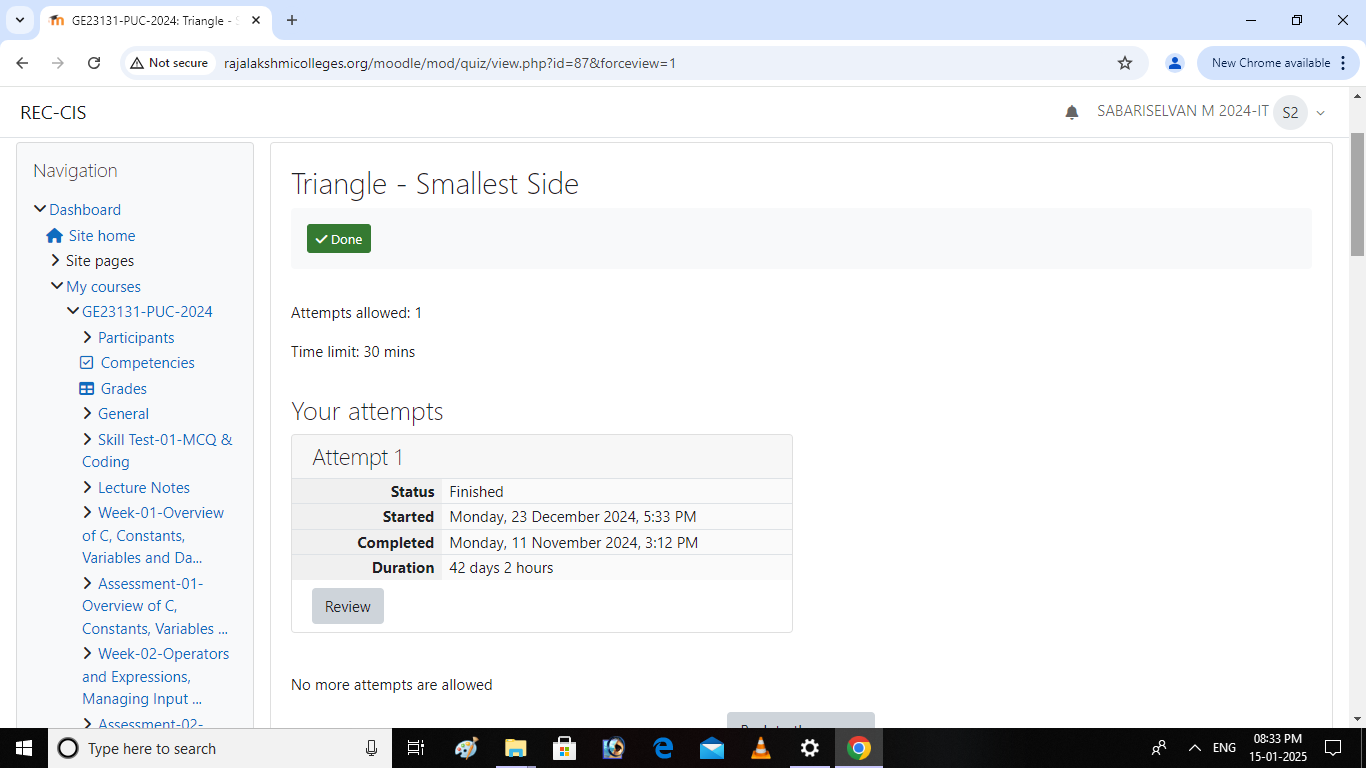 GE23131-PUC-2024: Triangle - S
Not secure
rajalakshmicolleges.org/moodle/mod/quiz/view.php?id=87&forceview=1
New Chrome available
REC-CIS
SABARISELVAN M 2024-IT
S2
Navigation
Dashboard
Site home
Site pages
My courses
GE23131-PUC-2024
Participants
Competencies
Grades
General
Skill Test-01-MCQ &
Coding
Lecture Notes
Week-01-Overview
of C, Constants,
Variables and Da...
Assessment-01-
Overview of C,
Constants, Variables ...
Week-02-Operators
and Expressions,
Managing Input ...
Assessment-02-
Triangle - Smallest Side
Done
Attempts allowed: 1
Time limit: 30 mins
Your attempts
Attempt 1
Status Finished
Started Monday, 23 December 2024, 5:33 PM
Completed Monday, 11 November 2024, 3:12 PM
Duration 42 days 2 hours
Review
No more attempts are allowed
Type here to search
ENG
08:33 PM
15-01-2025